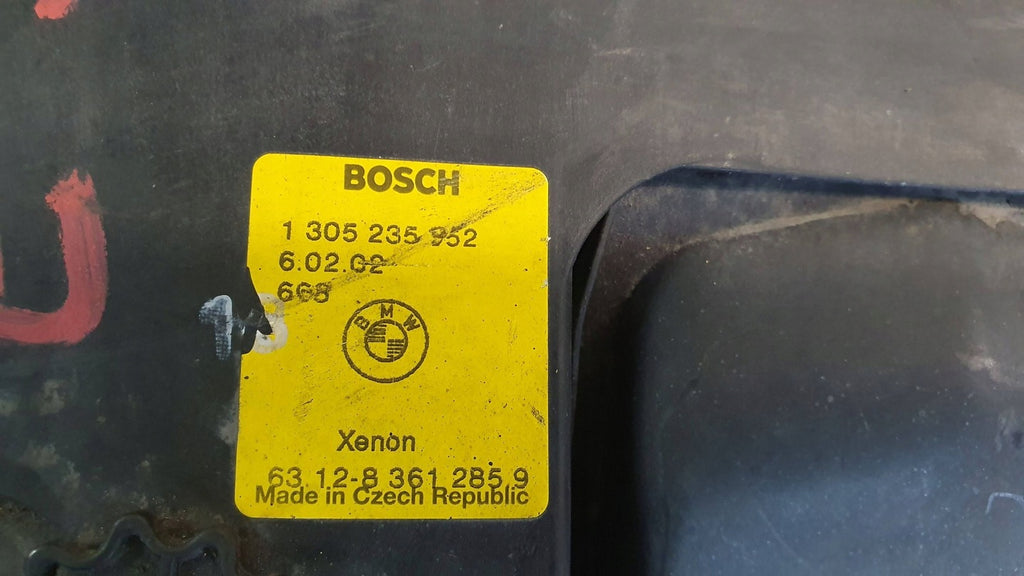 BOSCH
1 305 235 952
6.02.02
668
BMW
Xenon
63 12-8 361 285 9
Made in Czech Republic